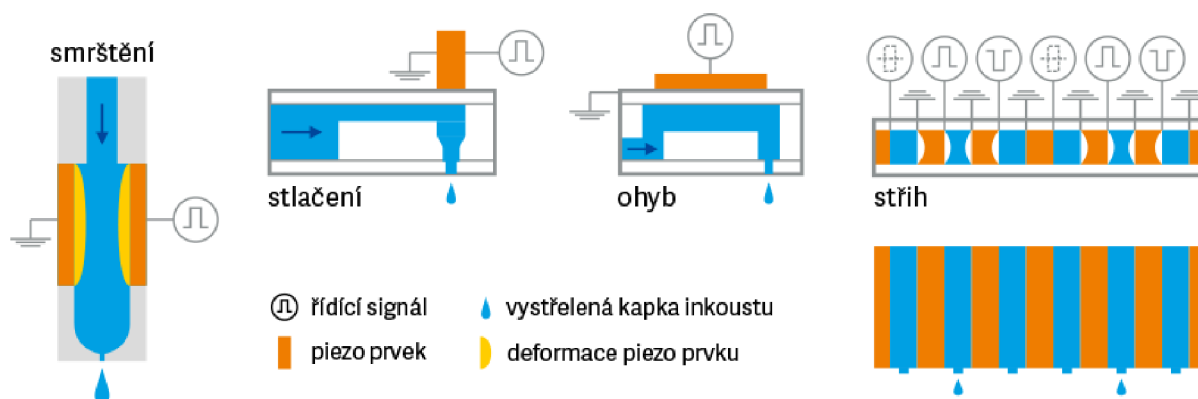 smrštění
stlačení
ohyb
střih
řídící signál
vystřelená kapka inkoustu
piezo prvek
deformace piezo prvku